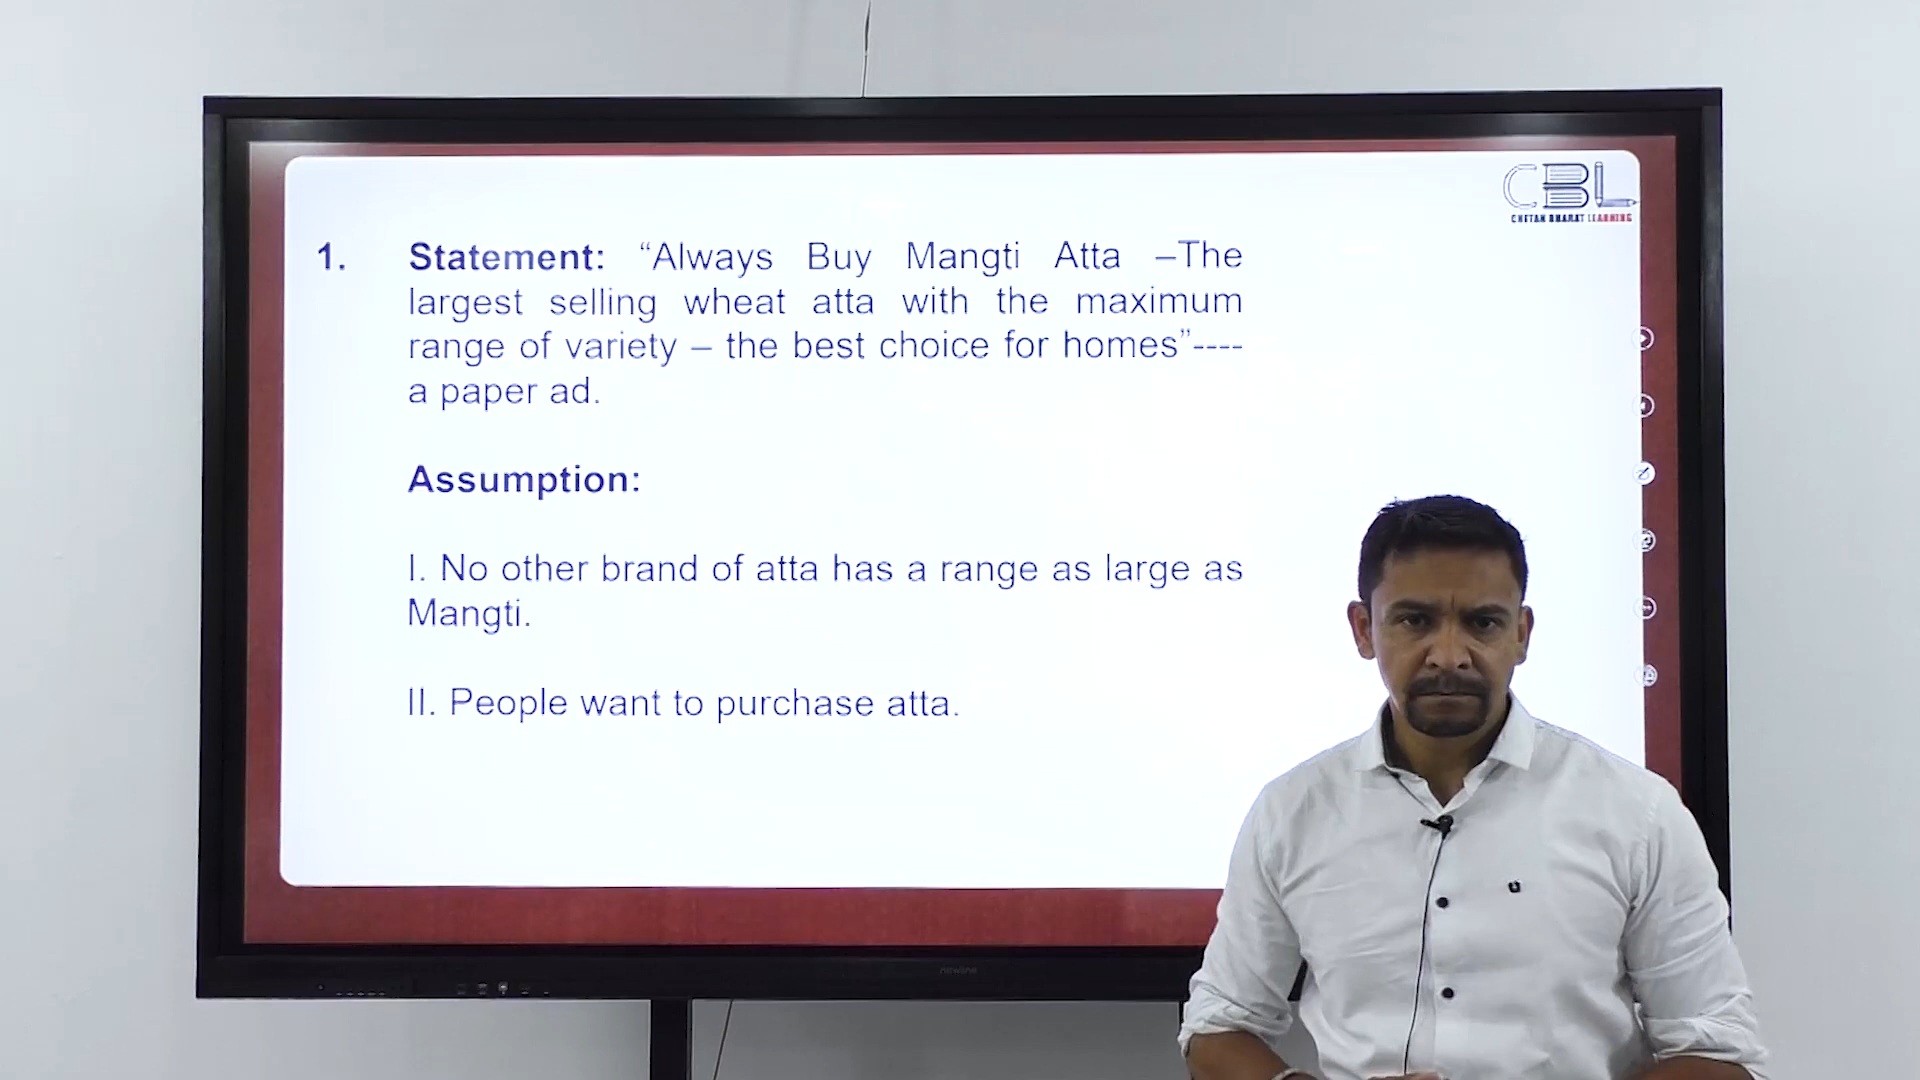 CBL
CHETAN BHARAT LEARNING
1. Statement: “Always Buy Mangti Atta –The
largest selling wheat atta with the maximum
range of variety – the best choice for homes”----
a paper ad.
Assumption:
I. No other brand of atta has a range as large as
Mangti.
II. People want to purchase atta.
newline